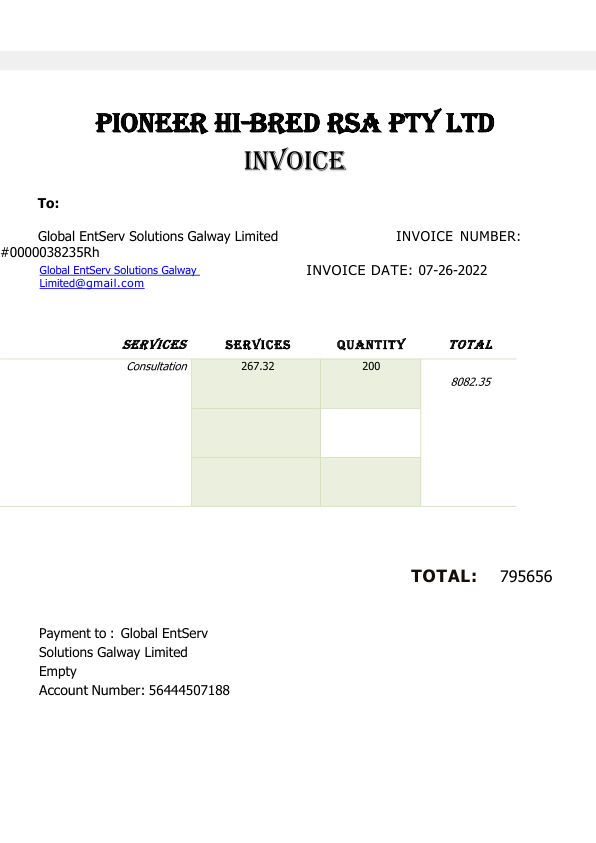 PIONEER HI-BRED RSA PTY LTD
INVOICE
To:
Global EntServ Solutions Galway Limited INVOICE NUMBER:
#0000038235Rh
Global EntServ Solutions Galway INVOICE DATE: 07-26-2022
Limited@gmail.com
SERVICES SERVICES QUANTITY TOTAL
Consultation 267.32 200
8082.35
TOTAL: 795656
Payment to : Global EntServ
Solutions Galway Limited
Empty
Account Number: 56444507188